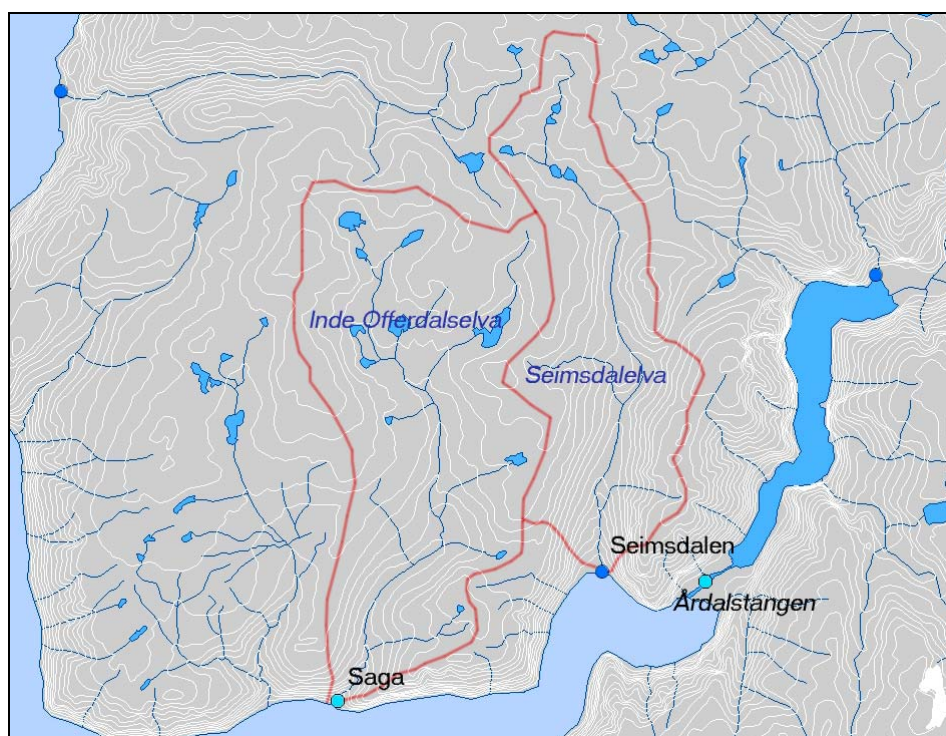 Inde Offerdalselva
Seimsdalelva
Seimsdalen
Årdalstangen
Saga